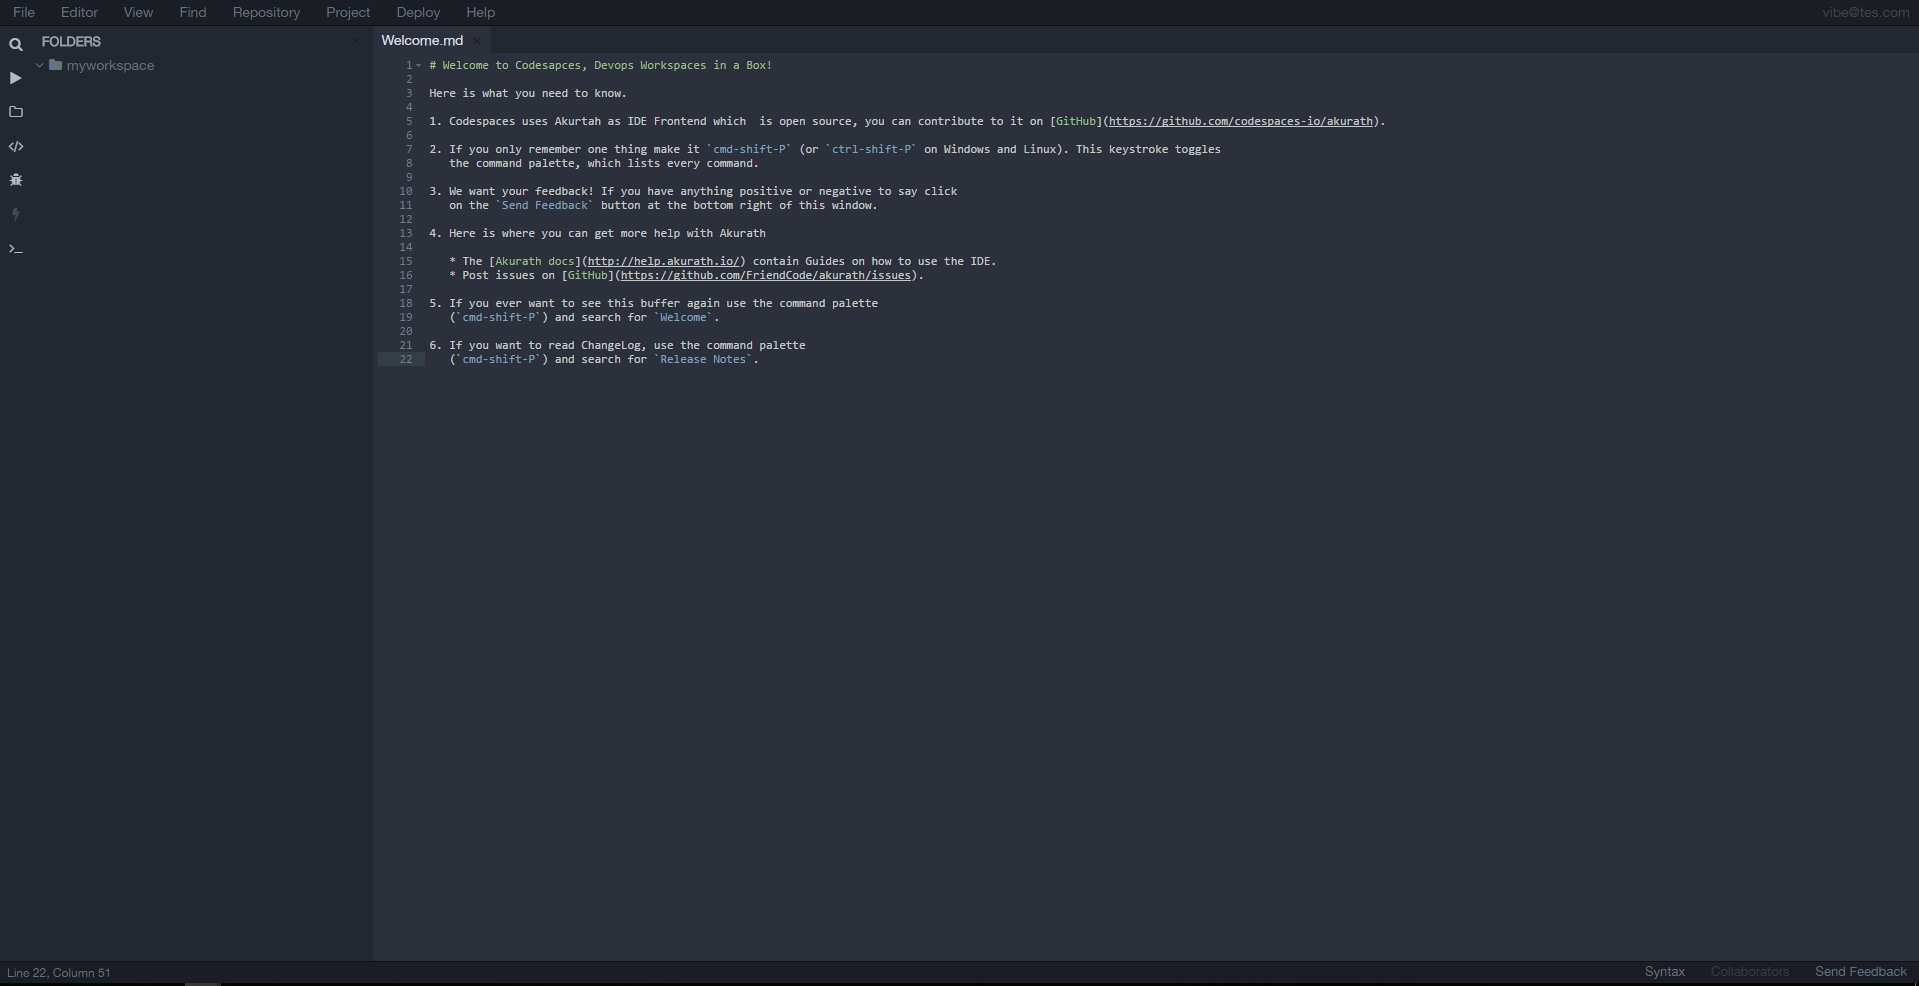 File Editor View Find Repository Project Deploy Help vibe@tes.com
FOLDERS
myworkspace
Welcome.md ×
1 # Welcome to Codesapces, Devops Workspaces in a Box!
2
3 Here is what you need to know.
4
5 1. Codespaces uses Akurtah as IDE Frontend which  is open source, you can contribute to it on [GitHub](https://github.com/codespaces-io/akurath).
6
7 2. If you only remember one thing make it `cmd-shift-P` (or `ctrl-shift-P` on Windows and Linux). This keystroke toggles
8    the command palette, which lists every command.
9
10 3. We want your feedback! If you have anything positive or negative to say click
11    on the `Send Feedback` button at the bottom right of this window.
12
13 4. Here is where you can get more help with Akurath
14
15    * The [Akurath docs](http://help.akurath.io/) contain Guides on how to use the IDE.
16    * Post issues on [GitHub](https://github.com/FriendCode/akurath/issues).
17
18 5. If you ever want to see this buffer again use the command palette
19    (`cmd-shift-P`) and search for `Welcome`.
20
21 6. If you want to read ChangeLog, use the command palette
22    (`cmd-shift-P`) and search for `Release Notes`.
Line 22, Column 51 Syntax Collaborators Send Feedback